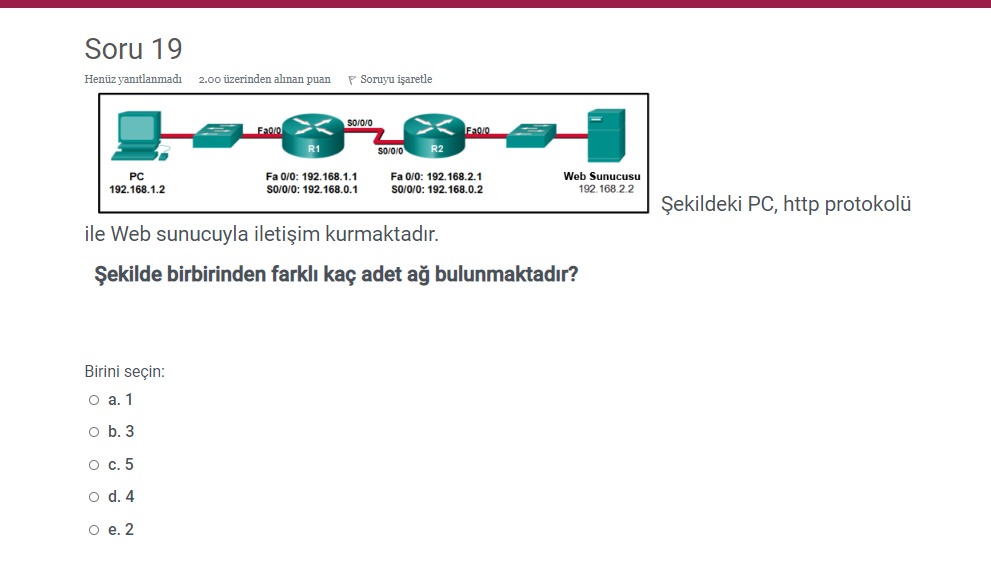 Soru 19
Henüz yanıtlanmadı 2.00 üzerinden alınan puan Soruyu işaretle
Fa0/0 S0/0/0 Fa0/0
R1 S0/0/0 R2
PC Fa 0/0: 192.168.1.1 Fa 0/0: 192.168.2.1 Web Sunucusu
192.168.1.2 S0/0/0: 192.168.0.1 S0/0/0: 192.168.0.2 192.168.2.2
Şekildeki PC, http protokolü
ile Web sunucuyla iletişim kurmaktadır.
Şekilde birbirinden farklı kaç adet ağ bulunmaktadır?
Birini seçin:
a. 1
b. 3
c. 5
d. 4
e. 2